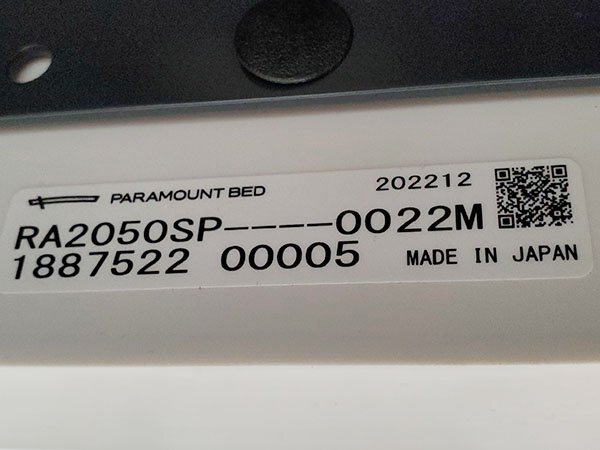 PARAMOUNT BED 202212
RA2050SP----0022M
1887522 00005 MADE IN JAPAN